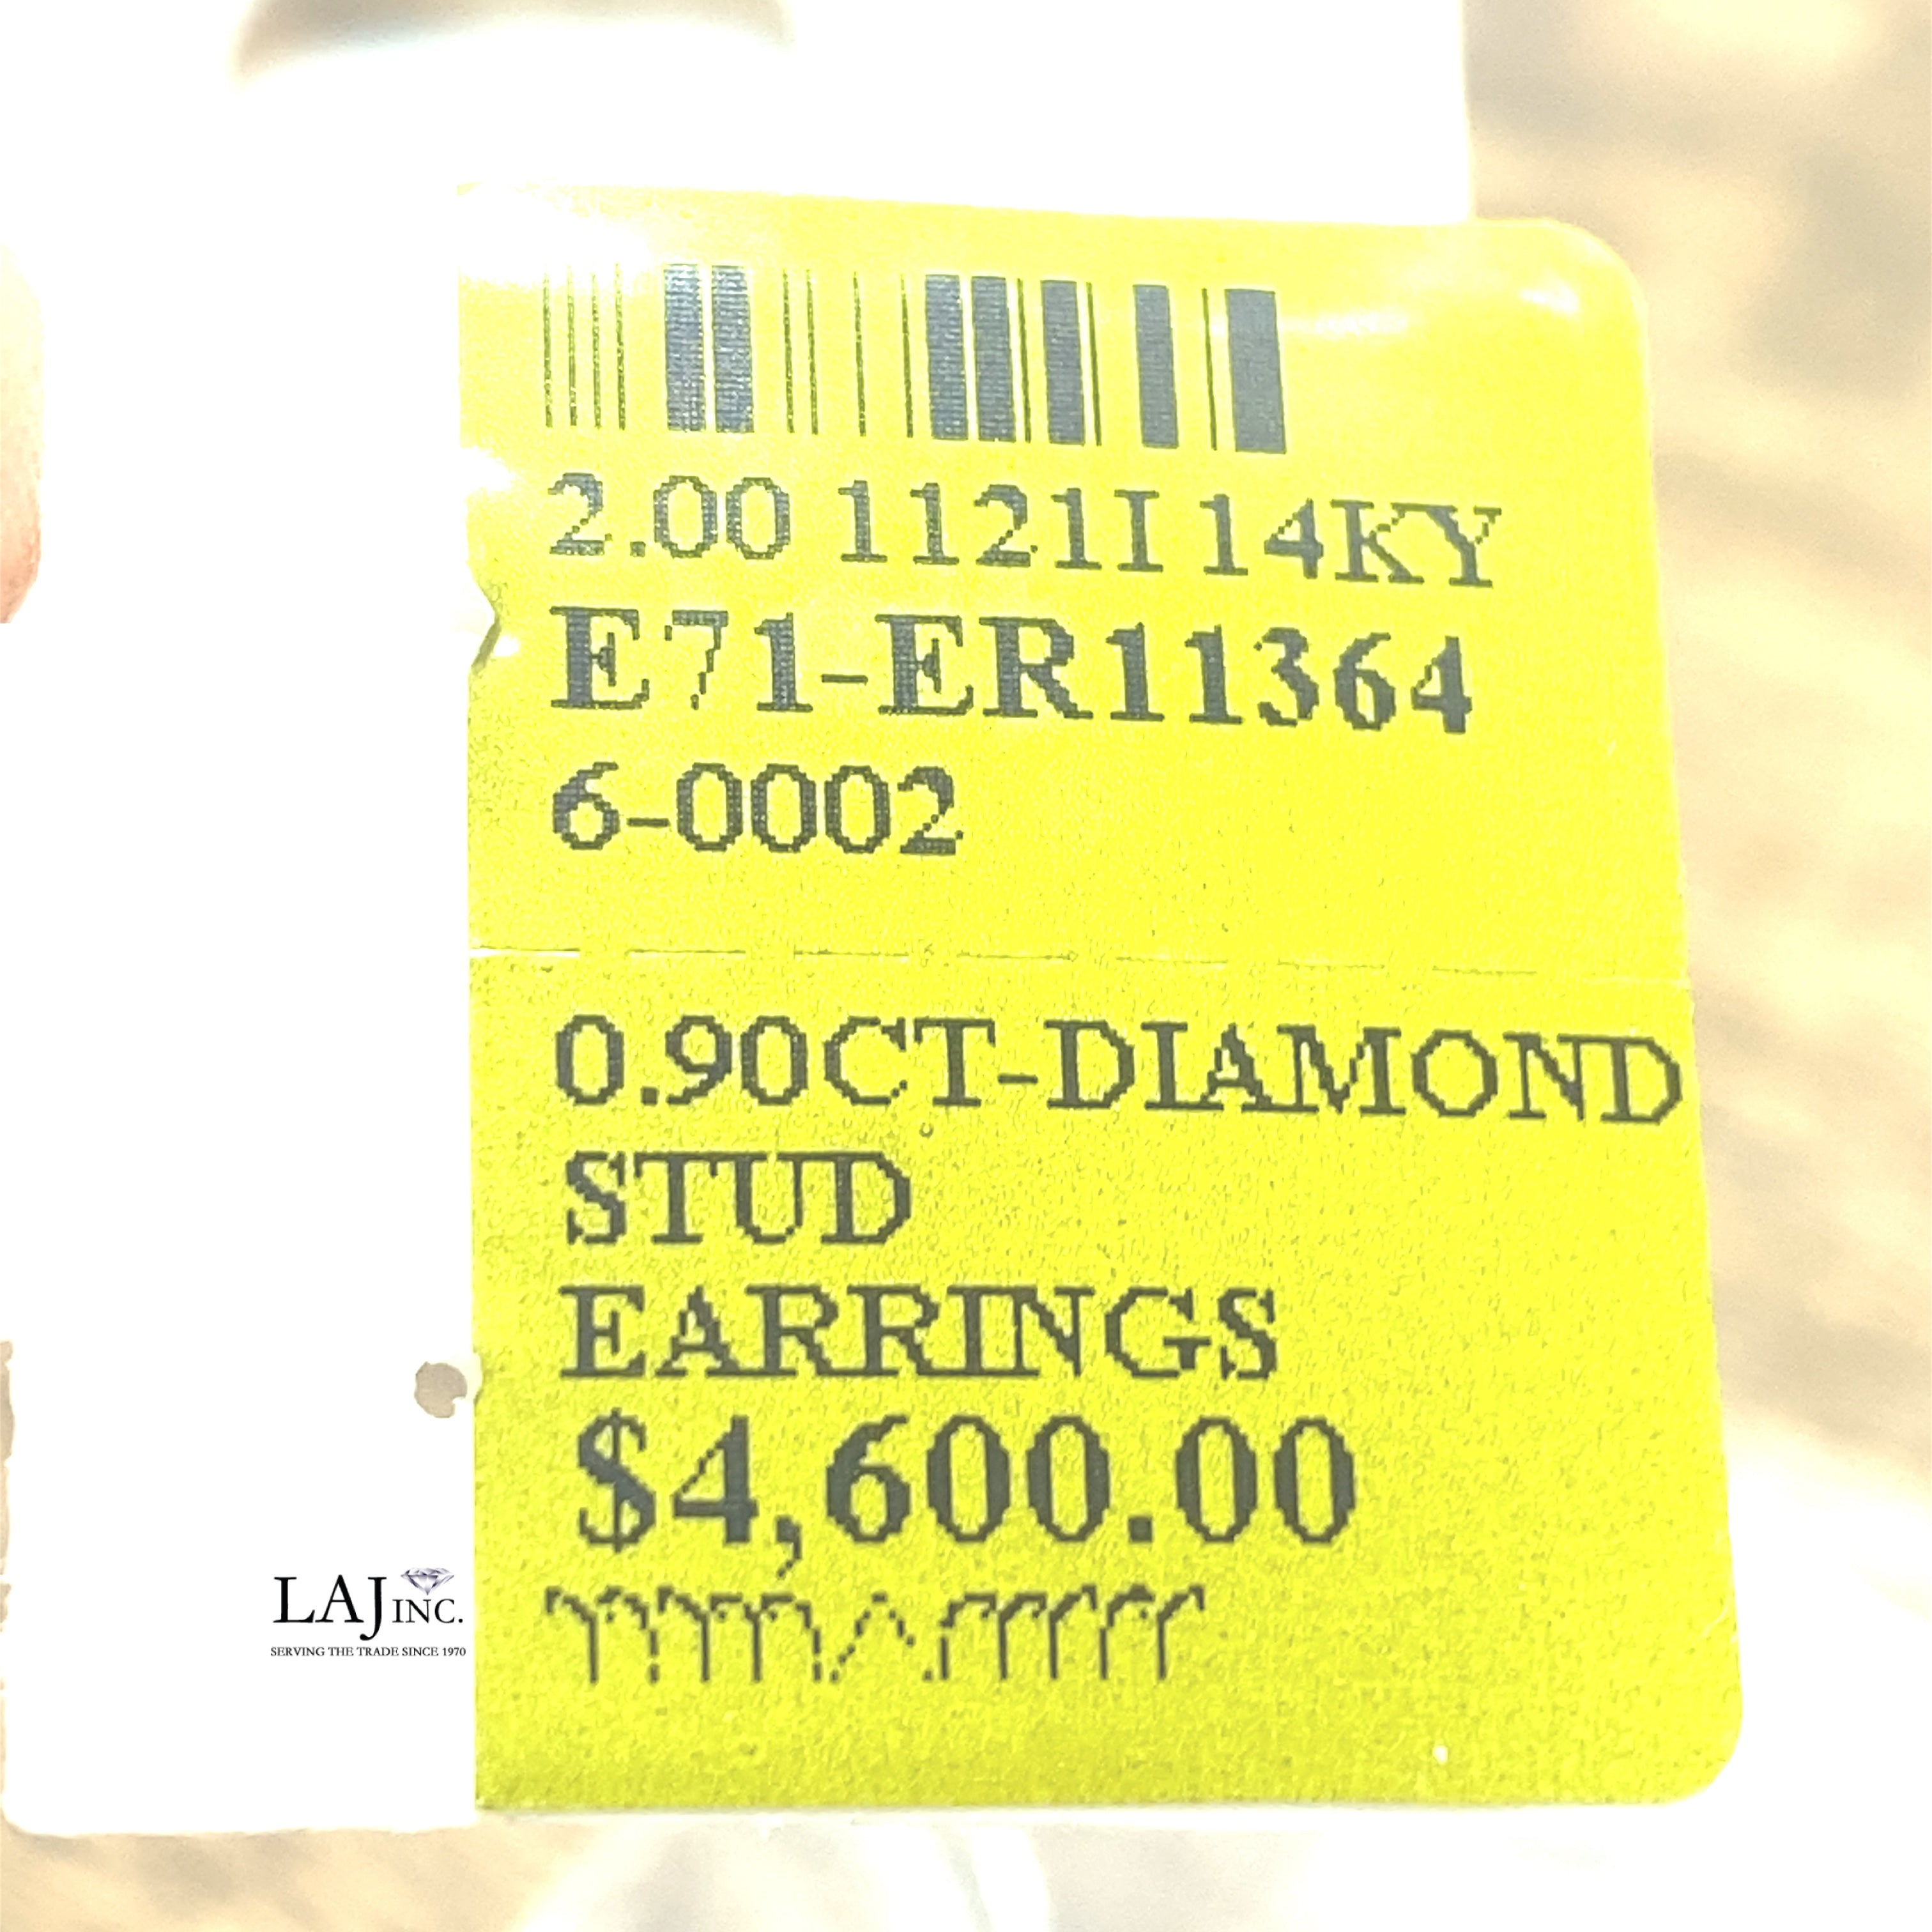 2.00 1121I 14KY
E71-ER11364
6-0002
0.90CT-DIAMOND
STUD
EARRINGS
$4,600.00
LAJ INC.
SERVING THE TRADE SINCE 1970